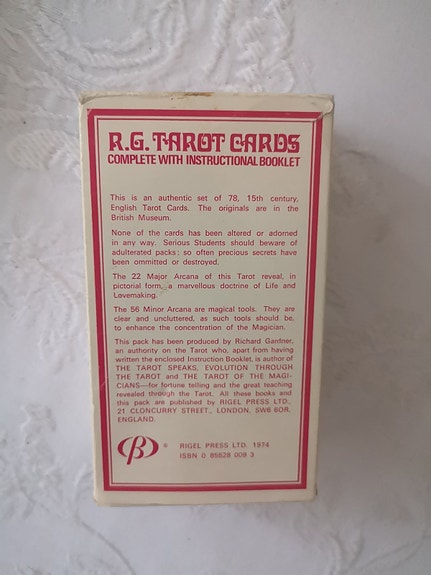 R.G. TAROT CARDS
COMPLETE WITH INSTRUCTIONAL BOOKLET
This is an authentic set of 78, 15th century,
English Tarot Cards. The originals are in the
British Museum.
None of the cards has been altered or adorned
in any way. Serious Students should beware of
adulterated packs: so often precious secrets have
been ommitted or destroyed.
The 22 Major Arcana of this Tarot reveal, in
pictorial form, a marvellous doctrine of Life and
Lovemaking.
The 56 Minor Arcana are magical tools. They are
clear and uncluttered, as such tools should be,
to enhance the concentration of the Magician.
This pack has been produced by Richard Gardner,
an authority on the Tarot who, apart from having
written the enclosed Instruction Booklet, is author of
THE TAROT SPEAKS, EVOLUTION THROUGH
THE TAROT and THE TAROT OF THE MAGI-
CIANS—for fortune telling and the great teaching
revealed through the Tarot. All these books and
this pack are published by RIGEL PRESS LTD.,
21 CLONCURRY STREET, LONDON, SW6 6DR,
ENGLAND.
®
RIGEL PRESS LTD. 1974
ISBN 0 85628 009 3